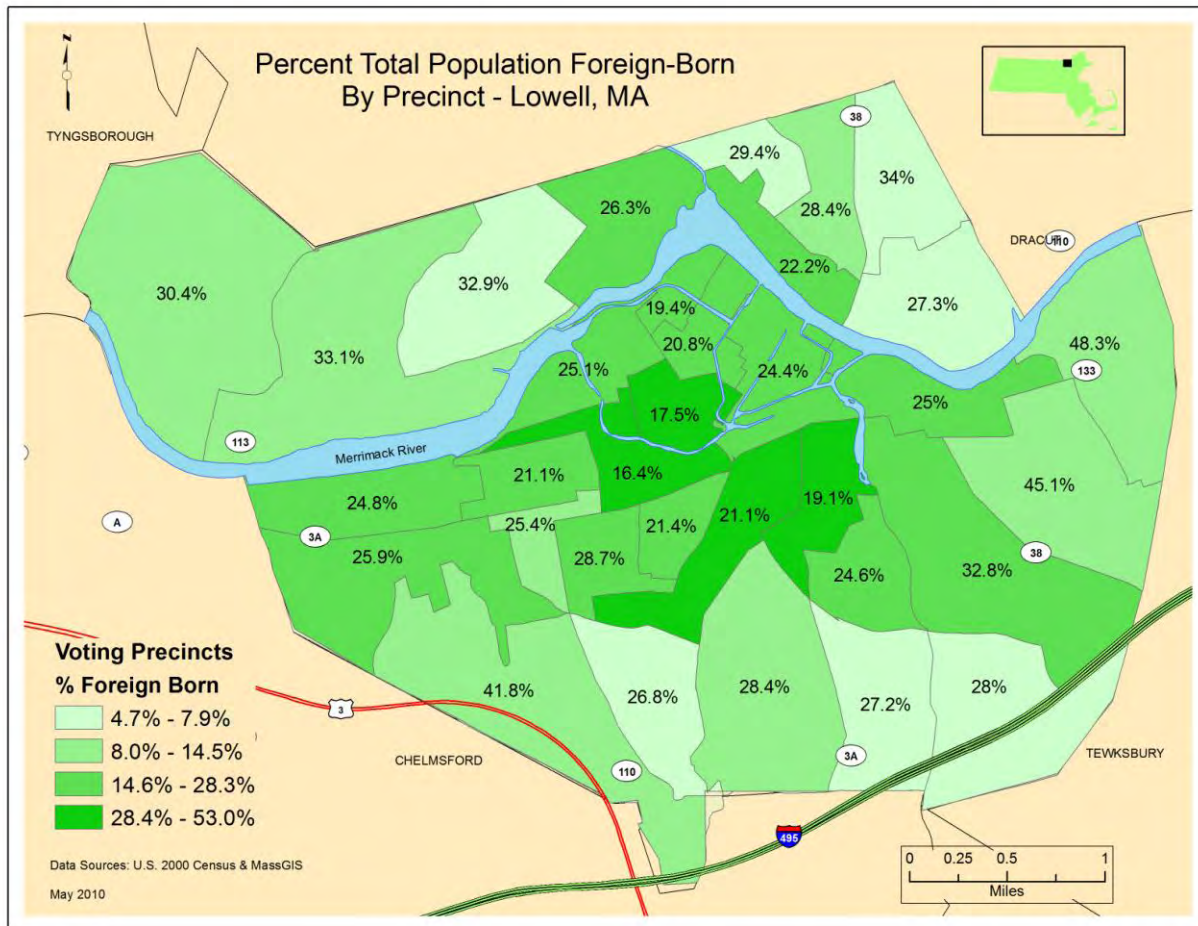 Percent Total Population Foreign-Born
By Precinct - Lowell, MA
N
TYNGSBOROUGH
38
29.4%
34%
26.3%
28.4%
DRACUT
110
22.2%
30.4%
32.9%
27.3%
19.4%
33.1%
20.8%
48.3%
25.1%
24.4%
133
25%
17.5%
113
Merrimack River
21.1%
16.4%
24.8%
19.1%
45.1%
A
25.4%
21.4%
21.1%
3A
25.9%
28.7%
38
24.6%
32.8%
Voting Precincts
% Foreign Born
4.7% - 7.9%
8.0% - 14.5%
14.6% - 28.3%
28.4% - 53.0%
41.8%
26.8%
28.4%
27.2%
28%
3
CHELMSFORD
110
3A
TEWKSBURY
495
Data Sources: U.S. 2000 Census & MassGIS
May 2010
0 0.25 0.5 1
Miles